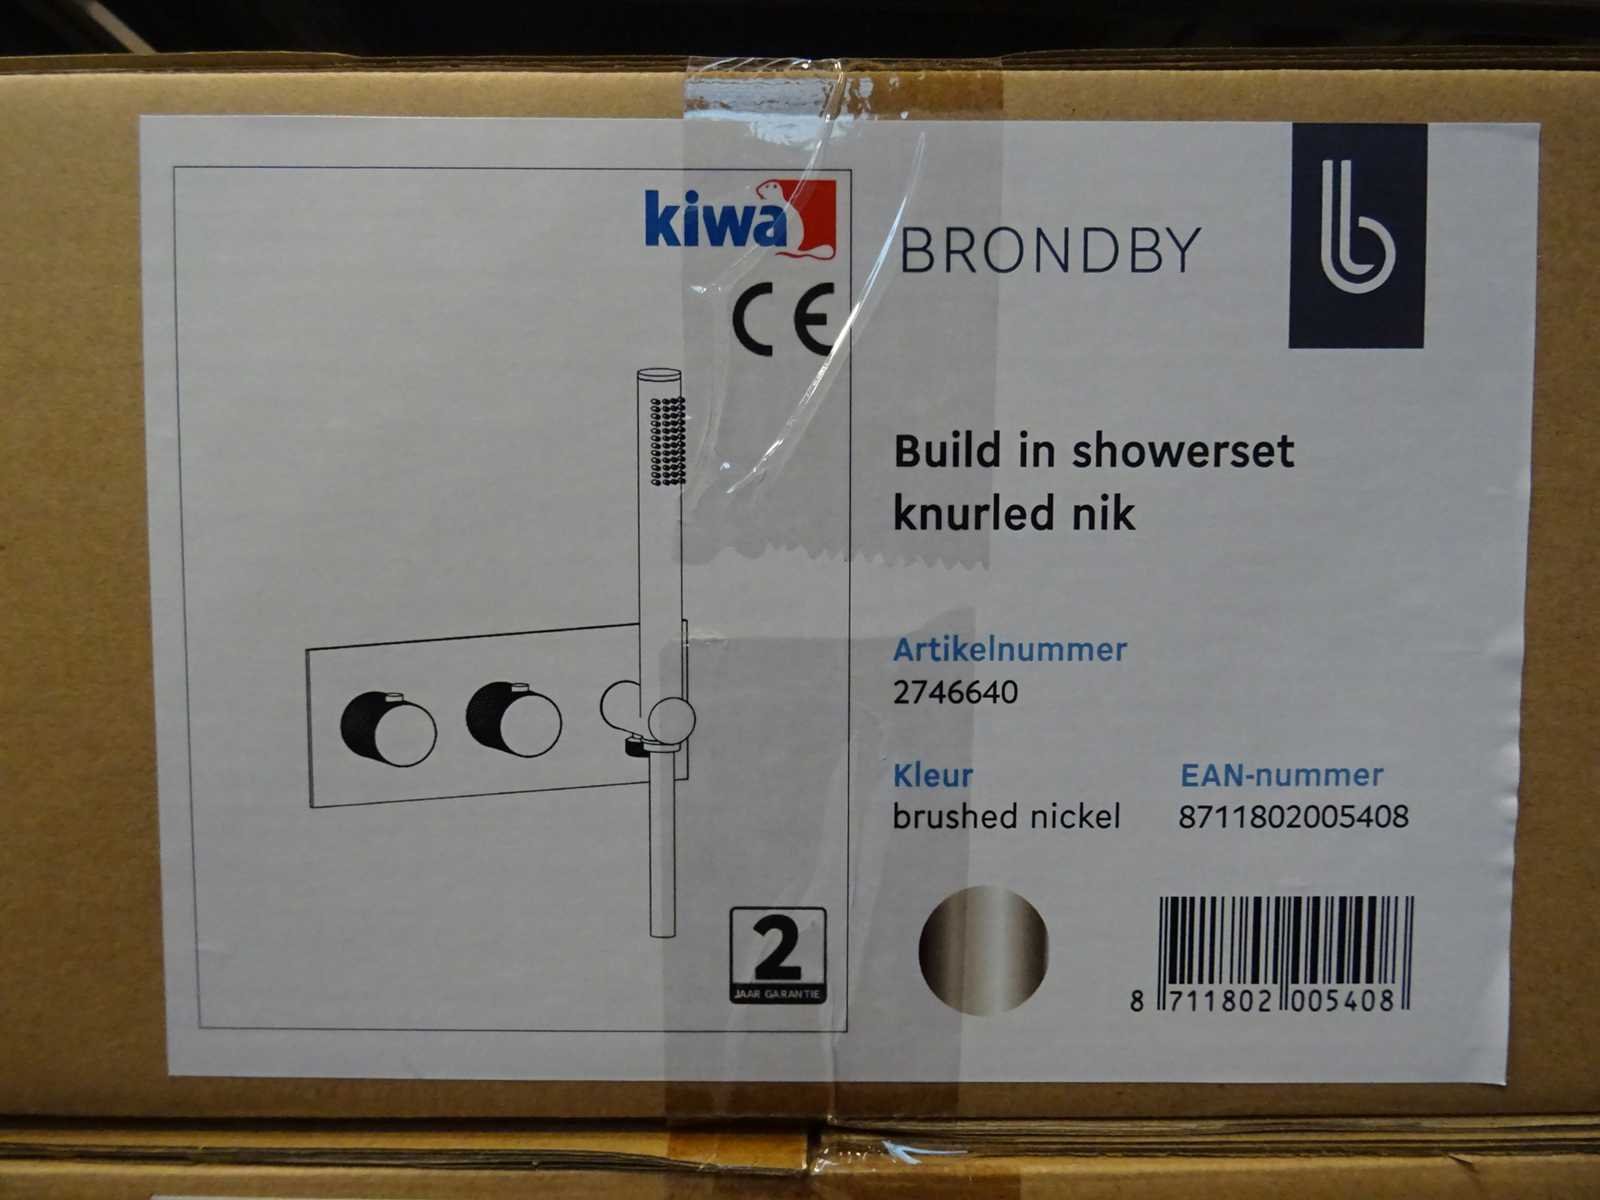 kiwa
CE
BRONDBY
b
Build in showerset
knurled nik
Artikelnummer
2746640
Kleur
brushed nickel
EAN-nummer
8711802005408
2
JAAR GARANTIE
8 711802 005408